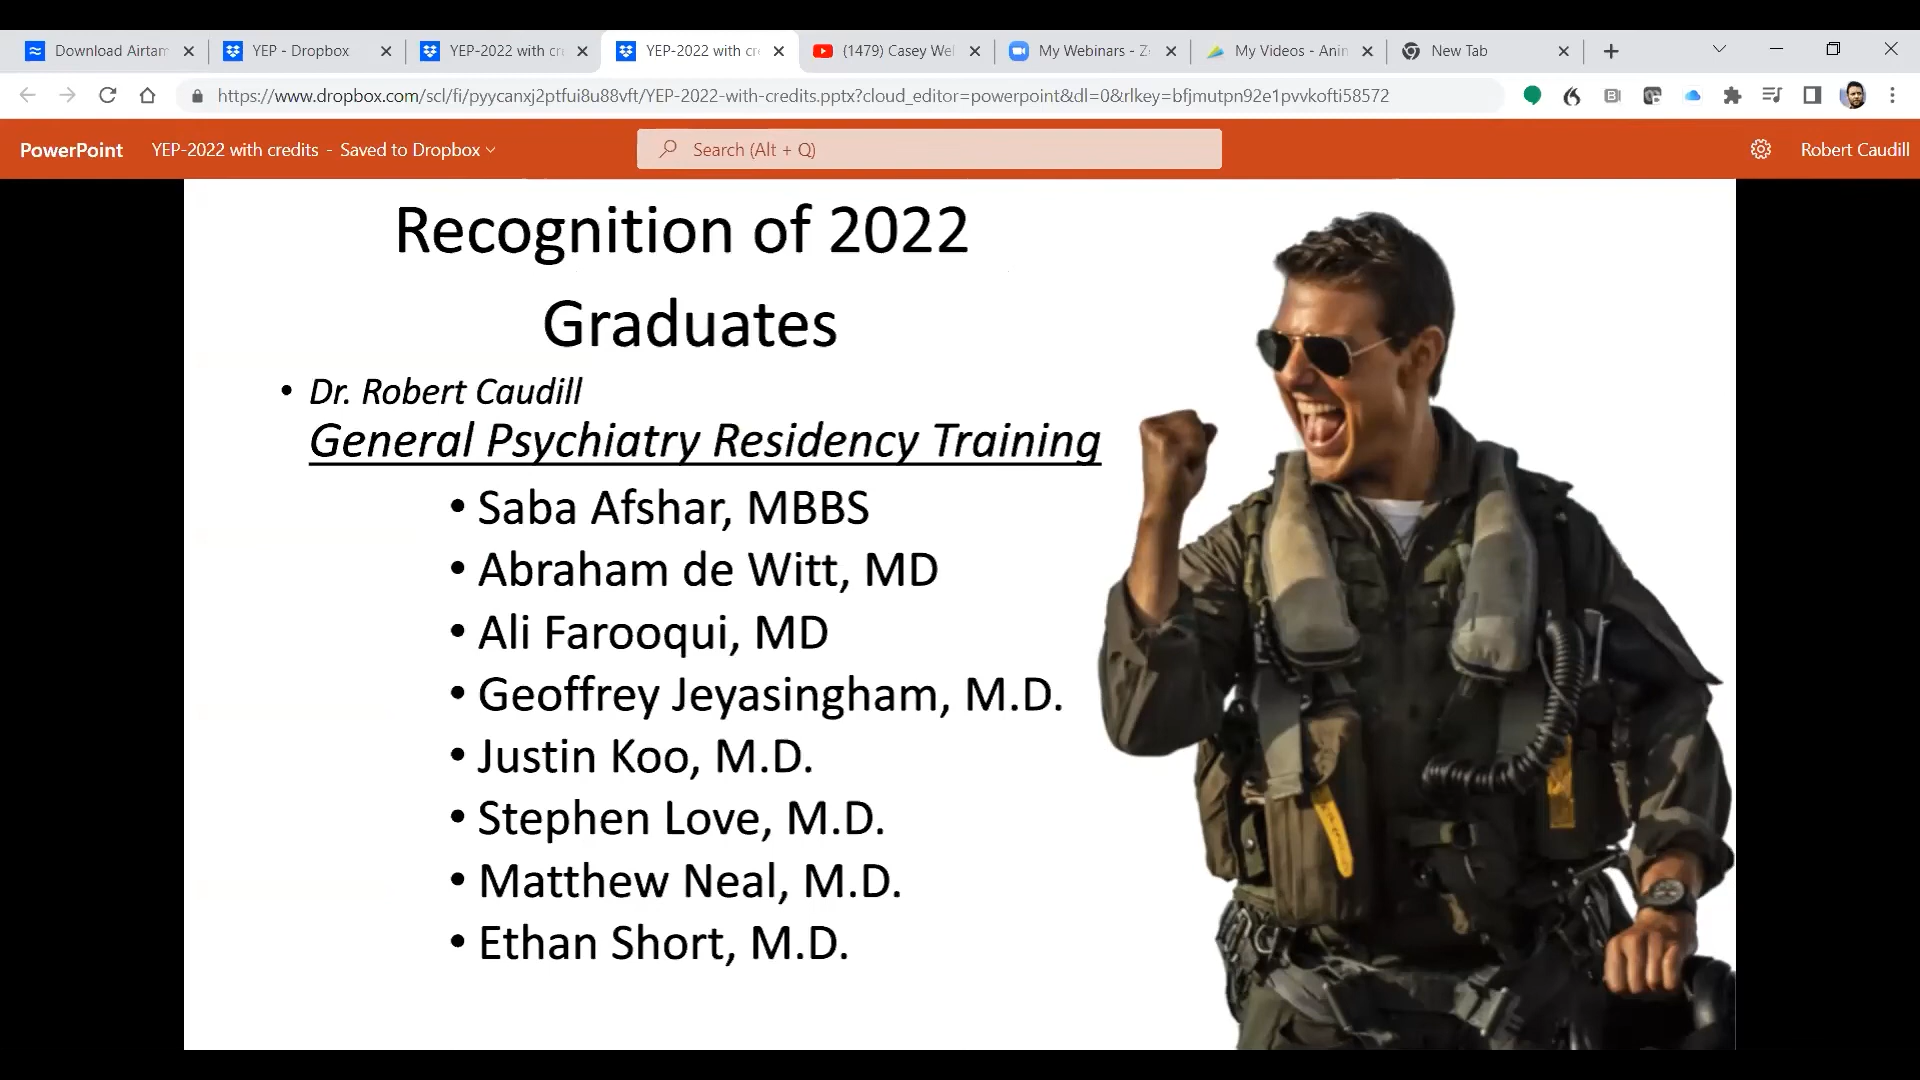 Download Airtam
YEP - Dropbox
YEP-2022 with cre
YEP-2022 with cre
(1479) Casey Wel
My Webinars - Zo
My Videos - Anim
New Tab
https://www.dropbox.com/scl/fi/pyycanxj2ptfui8u88vft/YEP-2022-with-credits.pptx?cloud_editor=powerpoint&dl=0&rlkey=bfjmutpn92e1pvvkofti58572
PowerPoint
YEP-2022 with credits - Saved to Dropbox
Search (Alt + Q)
Robert Caudill
Recognition of 2022
Graduates
• Dr. Robert Caudill
General Psychiatry Residency Training
• Saba Afshar, MBBS
• Abraham de Witt, MD
• Ali Farooqui, MD
• Geoffrey Jeyasingham, M.D.
• Justin Koo, M.D.
• Stephen Love, M.D.
• Matthew Neal, M.D.
• Ethan Short, M.D.